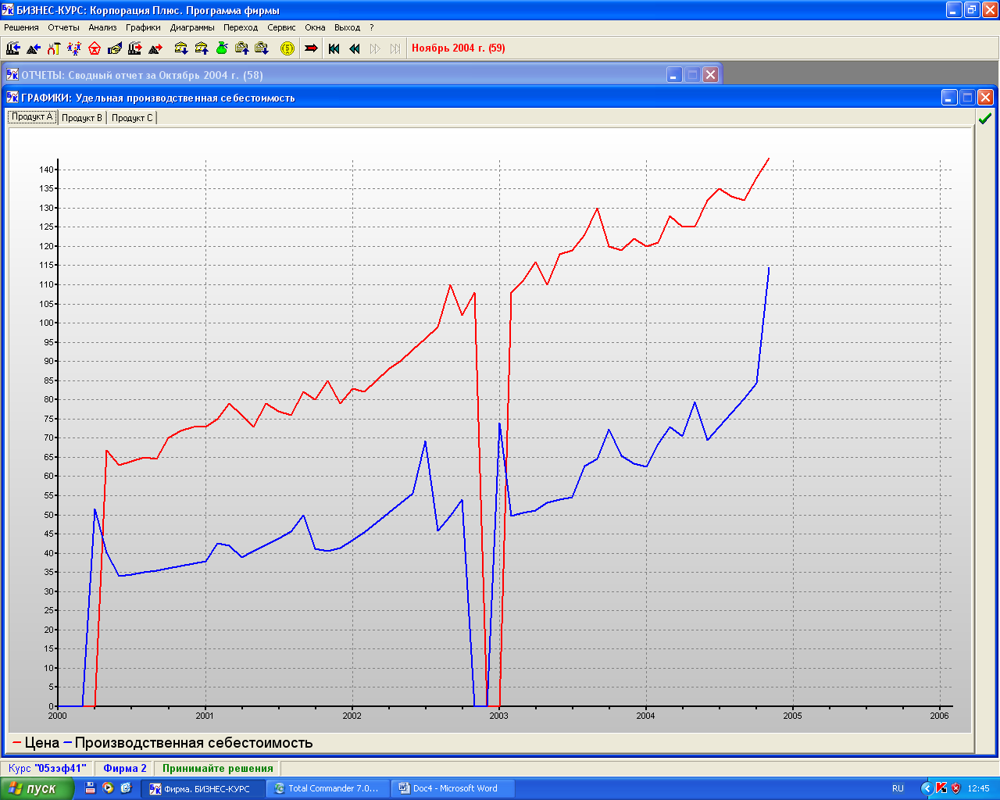 БИЗНЕС-КУРС: Корпорация Плюс. Программа фирмы
Решения Отчеты Анализ Графики Диаграммы Переход Сервис Окна Выход ?
Ноябрь 2004 г. (59)
ОТЧЕТЫ: Сводный отчет за Октябрь 2004 г. (58)
ГРАФИКИ: Удельная производственная себестоимость
Продукт A Продукт B Продукт C
140
135
130
125
120
115
110
105
100
95
90
85
80
75
70
65
60
55
50
45
40
35
30
25
20
15
10
5
0
2000 2001 2002 2003 2004 2005 2006
Цена Производственная себестоимость
Курс "05ззф41" Фирма 2 Принимайте решения
пуск Фирма. БИЗНЕС-КУРС Total Commander 7.0... Doc4 - Microsoft Word RU 12:45